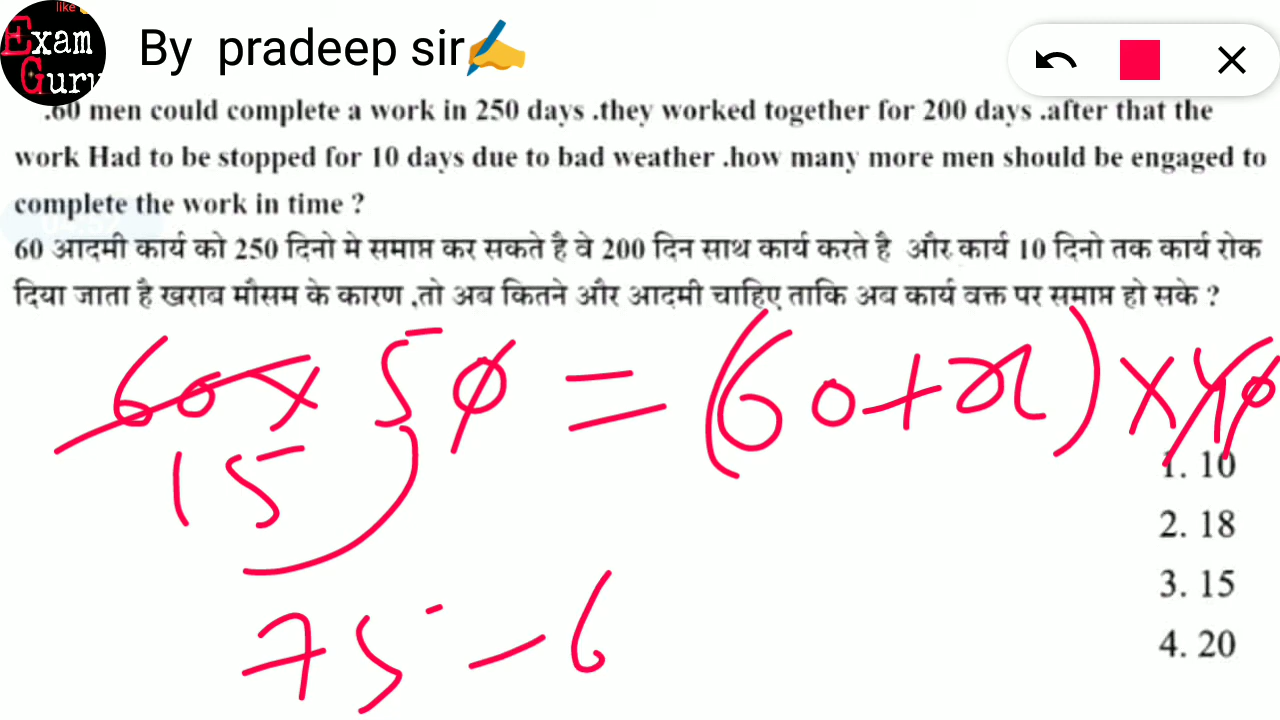 like
Exam
Guru
By pradeep sir✍
.60 men could complete a work in 250 days .they worked together for 200 days .after that the
work Had to be stopped for 10 days due to bad weather .how many more men should be engaged to
complete the work in time ?
60 आदमी कार्य को 250 दिनो मे समाप्त कर सकते है वे 200 दिन साथ कार्य करते है और कार्य 10 दिनो तक कार्य रोक
दिया जाता है खराब मौसम के कारण ,तो अब कितने और आदमी चाहिए ताकि अब कार्य वक्त पर समाप्त हो सके ?
60 × 50 = (60+x) × 40
15
75 - 6
1. 10
2. 18
3. 15
4. 20